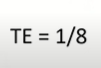 TE = 1/8